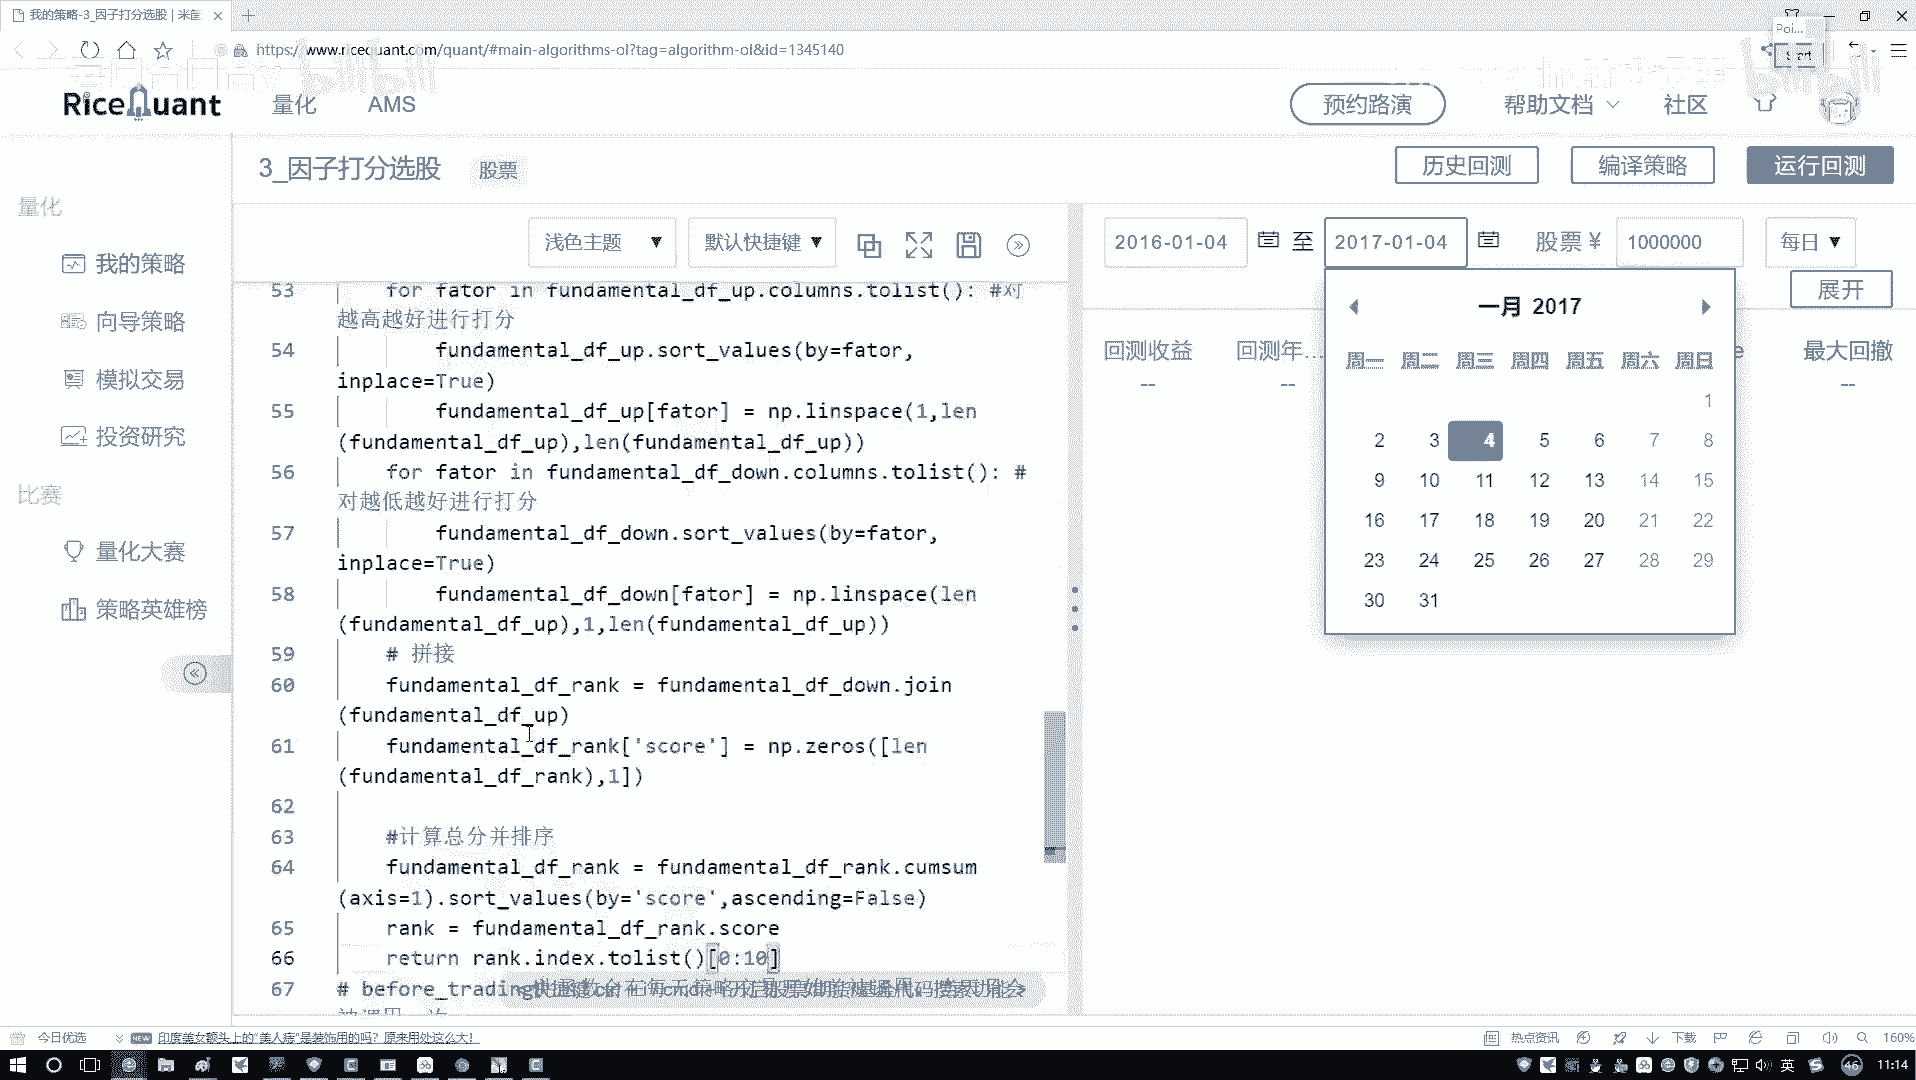 我的策略-3_因子打分选股 | 米筐
https://www.ricequant.com/quant/#main-algorithms-ol?tag=algorithm-ol&id=1345140
Poi...
Start
bilibili
RiceQuant 量化 AMS 预约路演 帮助文档 社区
3_因子打分选股 股票 历史回测 编译策略 运行回测
量化
我的策略
向导策略
模拟交易
投资研究
比赛
量化大赛
策略英雄榜
浅色主题 ▼ 默认快捷键 ▼
2016-01-04 至 2017-01-04 股票 ¥ 1000000 每日 ▼
展开
53 for fator in fundamental_df_up.columns.tolist(): #对
越高越好进行打分
54 fundamental_df_up.sort_values(by=fator,
inplace=True)
55 fundamental_df_up[fator] = np.linspace(1,len
(fundamental_df_up),len(fundamental_df_up))
56 for fator in fundamental_df_down.columns.tolist(): #
对越低越好进行打分
57 fundamental_df_down.sort_values(by=fator,
inplace=True)
58 fundamental_df_down[fator] = np.linspace(len
(fundamental_df_up),1,len(fundamental_df_up))
59 # 拼接
60 fundamental_df_rank = fundamental_df_down.join
(fundamental_df_up)
61 fundamental_df_rank['score'] = np.zeros([len
(fundamental_df_rank),1])
62
63 #计算总分并排序
64 fundamental_df_rank = fundamental_df_rank.cumsum
(axis=1).sort_values(by='score',ascending=False)
65 rank = fundamental_df_rank.score
66 return rank.index.tolist()[0:10]
67 # before_trading
回测收益 回测年... 最大回撤
-- -- --
一月 2017
周一 周二 周三 周四 周五 周六 周日
1
2 3 4 5 6 7 8
9 10 11 12 13 14 15
16 17 18 19 20 21 22
23 24 25 26 27 28 29
30 31
今日优选 NEW 印度美女额头上的“美人痣”是装饰用的吗？原来用处这么大！ 热点资讯 下载 160%
英 46 11:14